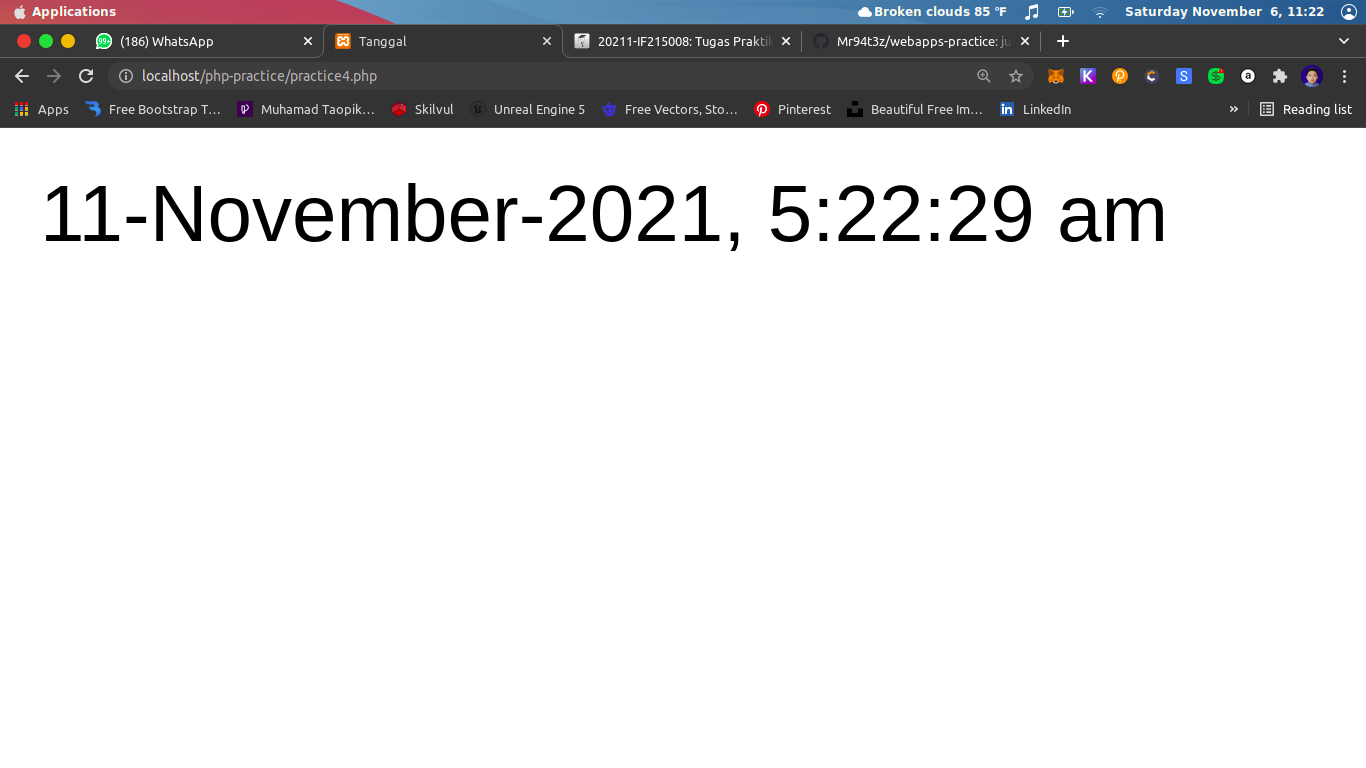 Applications Broken clouds 85 °F Saturday November 6, 11:22
99+ (186) WhatsApp Tanggal 20211-IF215008: Tugas Prakti Mr94t3z/webapps-practice: ju
localhost/php-practice/practice4.php
Apps Free Bootstrap T… Muhamad Taopik… Skilvul Unreal Engine 5 Free Vectors, Sto… Pinterest Beautiful Free Im… LinkedIn » Reading list
11-November-2021, 5:22:29 am